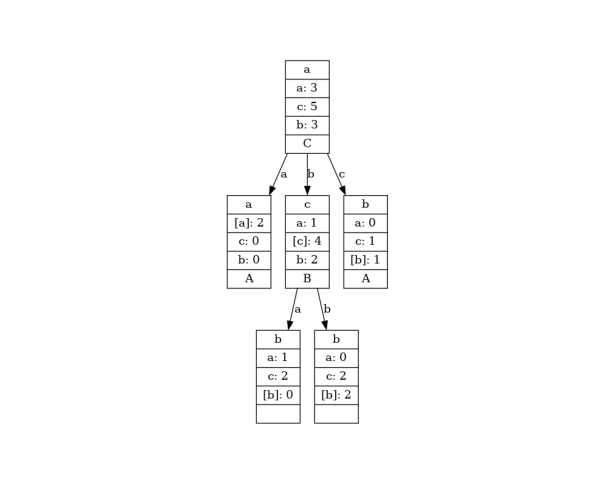 a
a: 3
c: 5
b: 3
C
a
b
c
a
[a]: 2
c: 0
b: 0
A
c
a: 1
[c]: 4
b: 2
B
b
a: 0
c: 1
[b]: 1
A
a
b
b
a: 1
c: 2
[b]: 0
b
a: 0
c: 2
[b]: 2